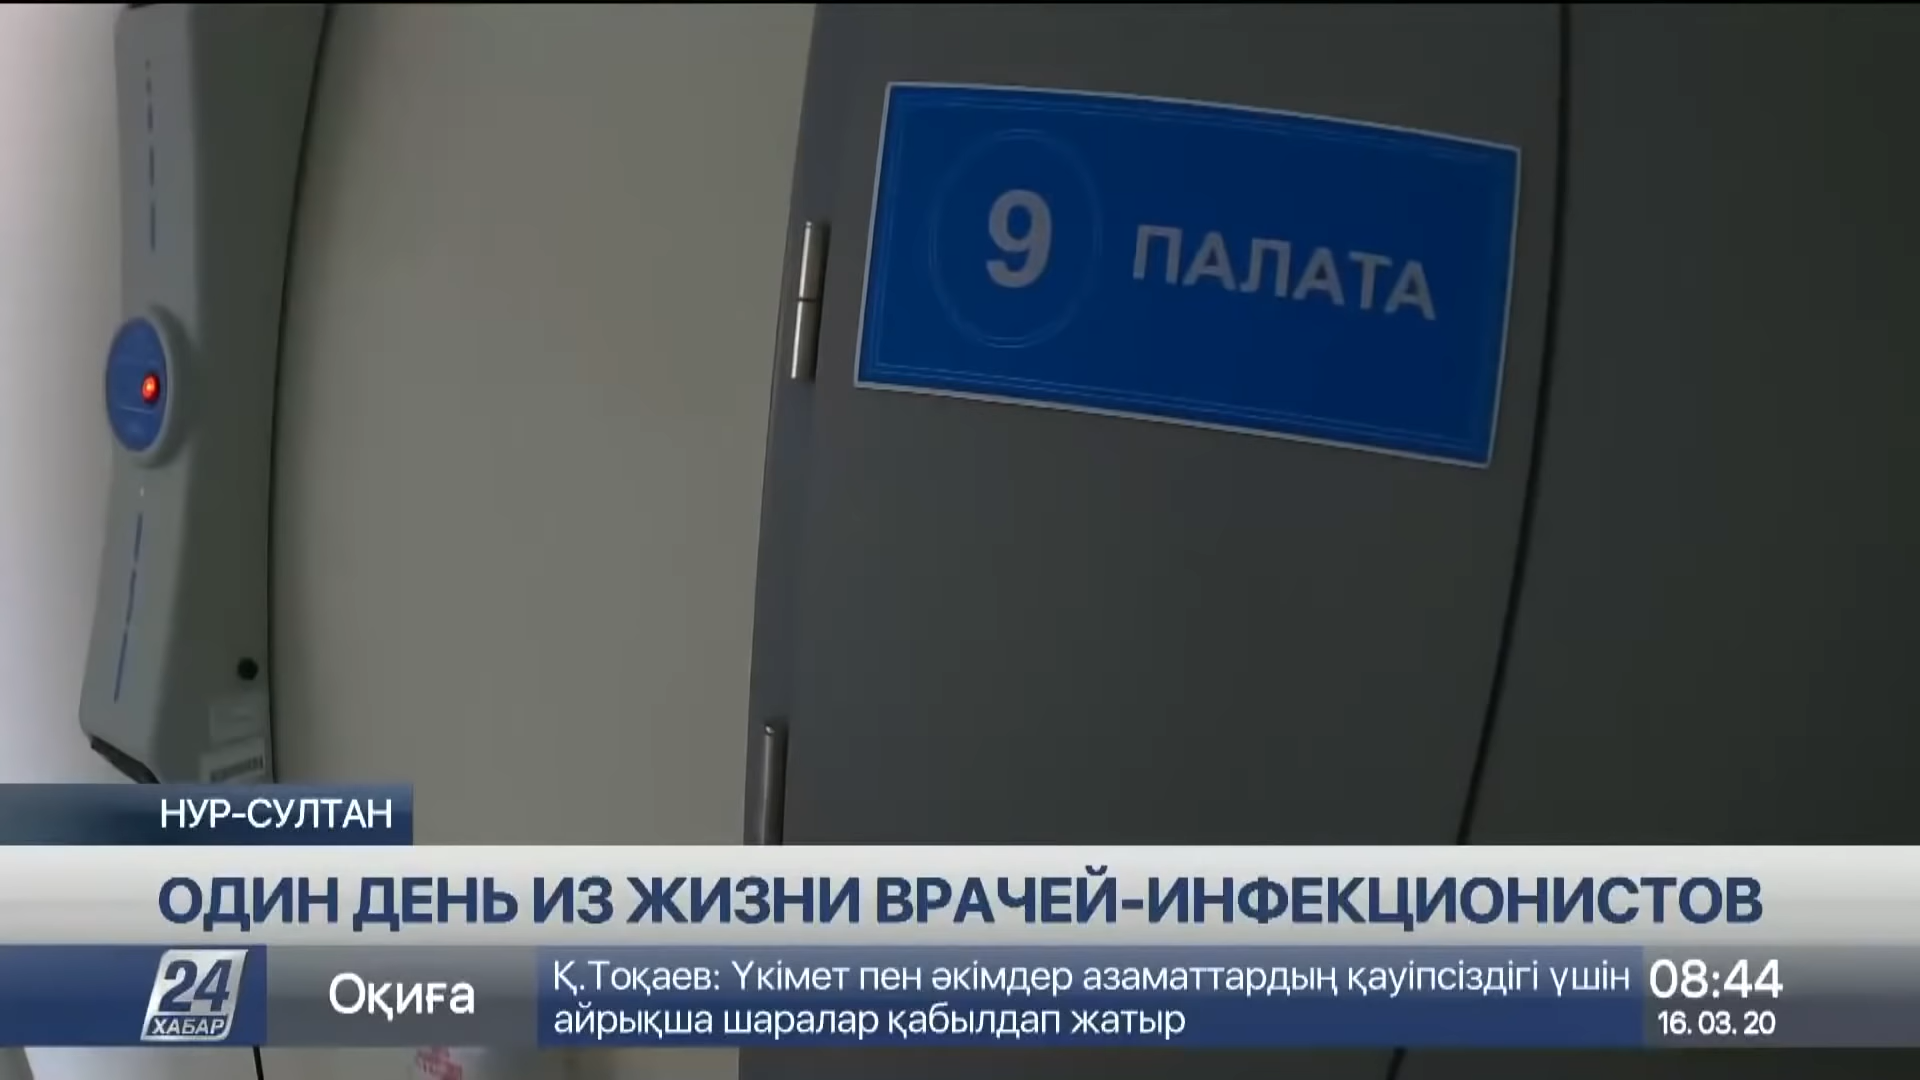 9 ПАЛАТА
НУР-СУЛТАН
ОДИН ДЕНЬ ИЗ ЖИЗНИ ВРАЧЕЙ-ИНФЕКЦИОНИСТОВ
24 ХАБАР
Оқиға
Қ.Тоқаев: Үкімет пен әкімдер азаматтардың қауіпсіздігі үшін
айрықша шаралар қабылдап жатыр
08:44
16. 03. 20